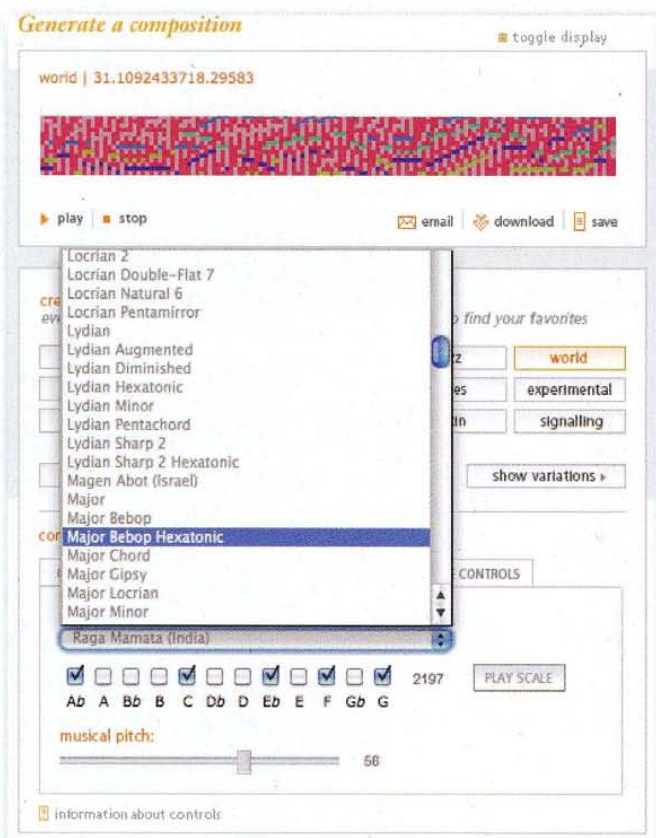 Generate a composition
toggle display
world | 31.1092433718.29583
play stop email download save
Locrian 2
Locrian Double-Flat 7
Locrian Natural 6
Locrian Pentamirror
Lydian
Lydian Augmented
Lydian Diminished
Lydian Hexatonic
Lydian Minor
Lydian Pentachord
Lydian Sharp 2
Lydian Sharp 2 Hexatonic
Magen Abot (Israel)
Major
Major Bebop
Major Bebop Hexatonic
Major Chord
Major Gipsy
Major Locrian
Major Minor
find your favorites
world
experimental
signalling
show variations
CONTROLS
Raga Mamata (India)
2197 PLAY SCALE
Ab A Bb B C Db D Eb E F Gb G
musical pitch:
56
information about controls